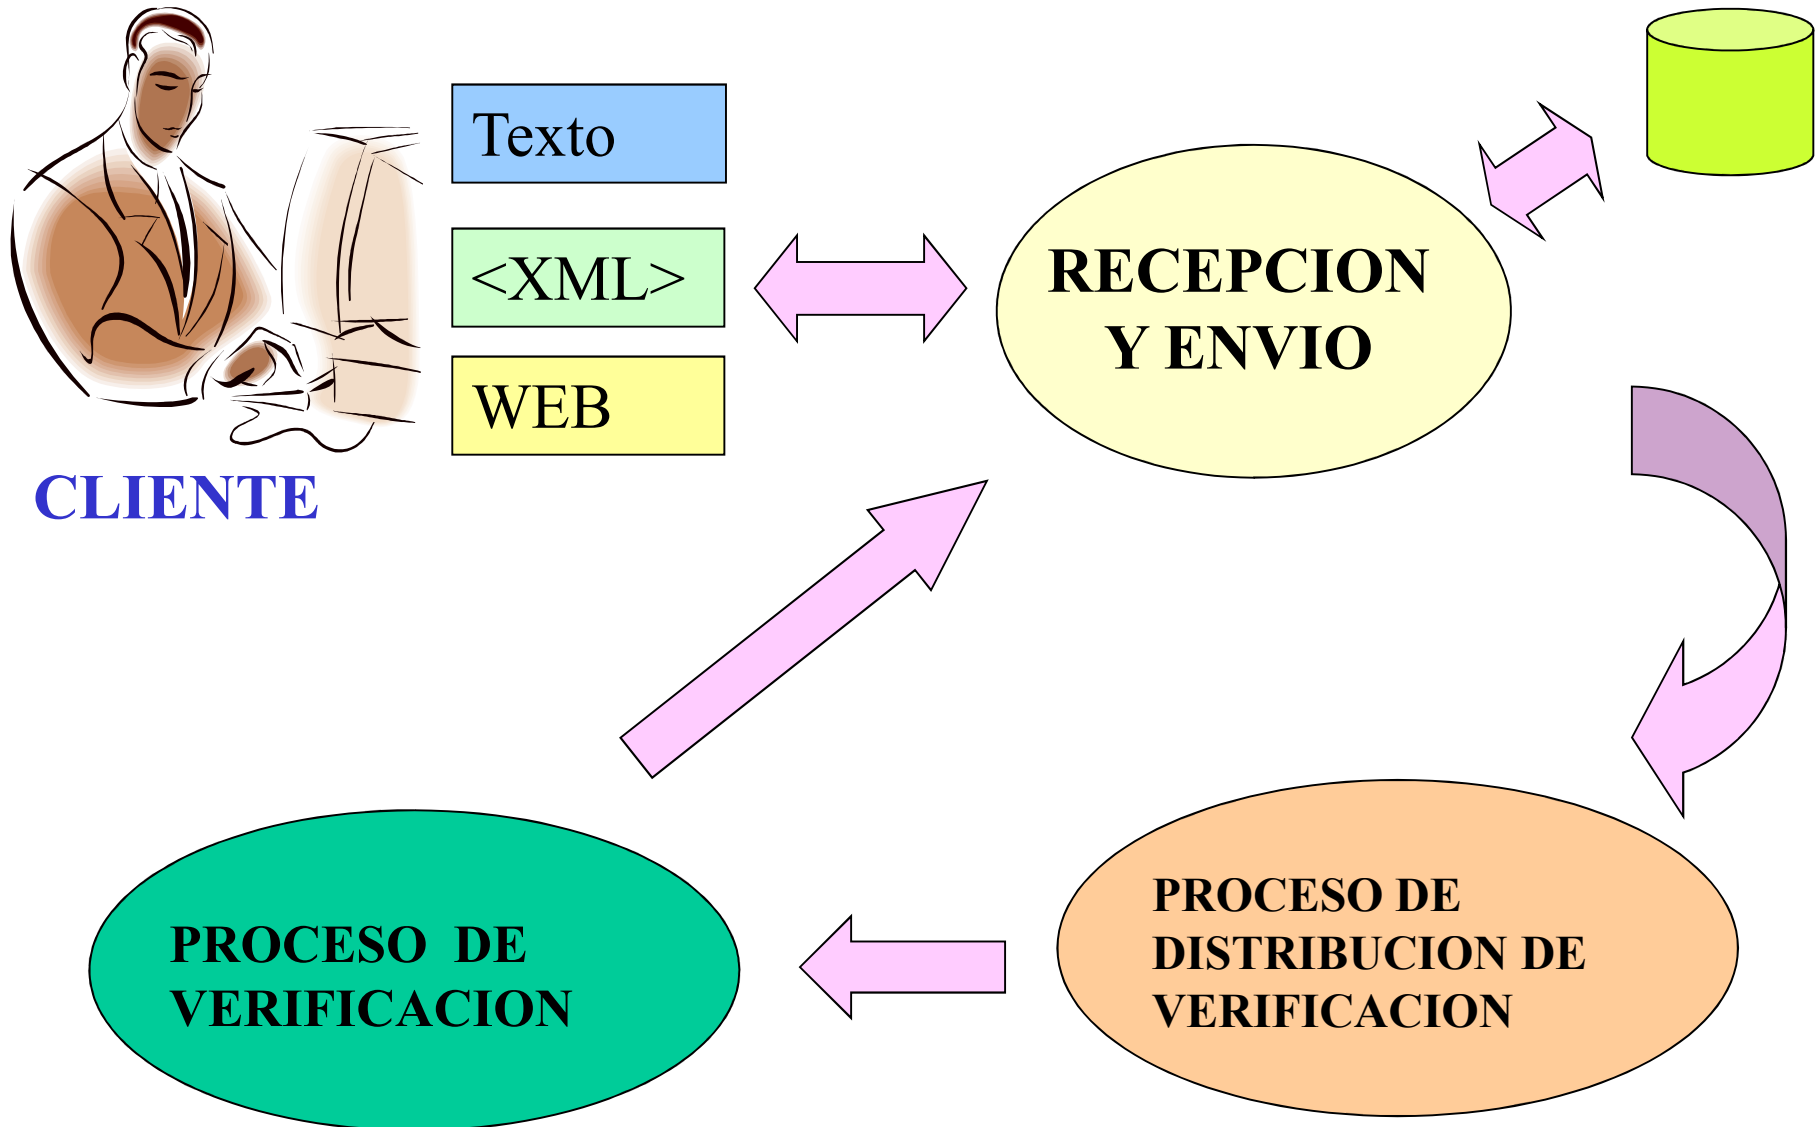 Texto
<XML>
WEB
CLIENTE
RECEPCION
Y ENVIO
PROCESO DE
VERIFICACION
PROCESO DE
DISTRIBUCION DE
VERIFICACION